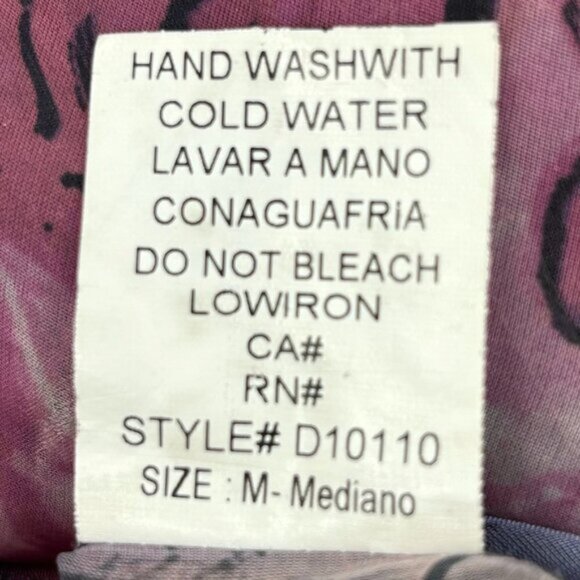 HAND WASHWITH
COLD WATER
LAVAR A MANO
CONAGUAFRiA
DO NOT BLEACH
LOWIRON
CA#
RN#
STYLE# D10110
SIZE : M- Mediano